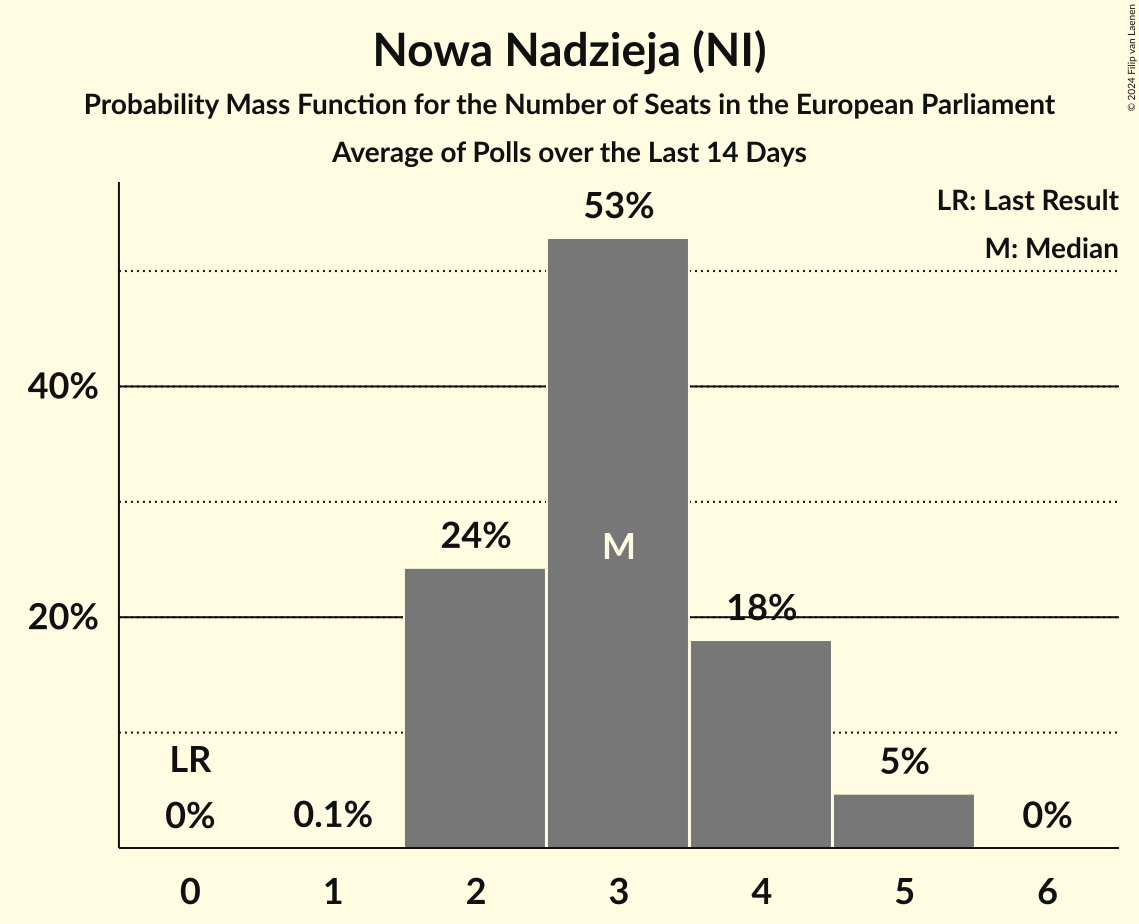 Nowa Nadzieja (NI)
Probability Mass Function for the Number of Seats in the European Parliament
Average of Polls over the Last 14 Days
© 2024 Filip van Laenen
LR: Last Result
M: Median
53%
40%
24%
M
20%
18%
LR
0%
0.1%
5%
0%
0 1 2 3 4 5 6